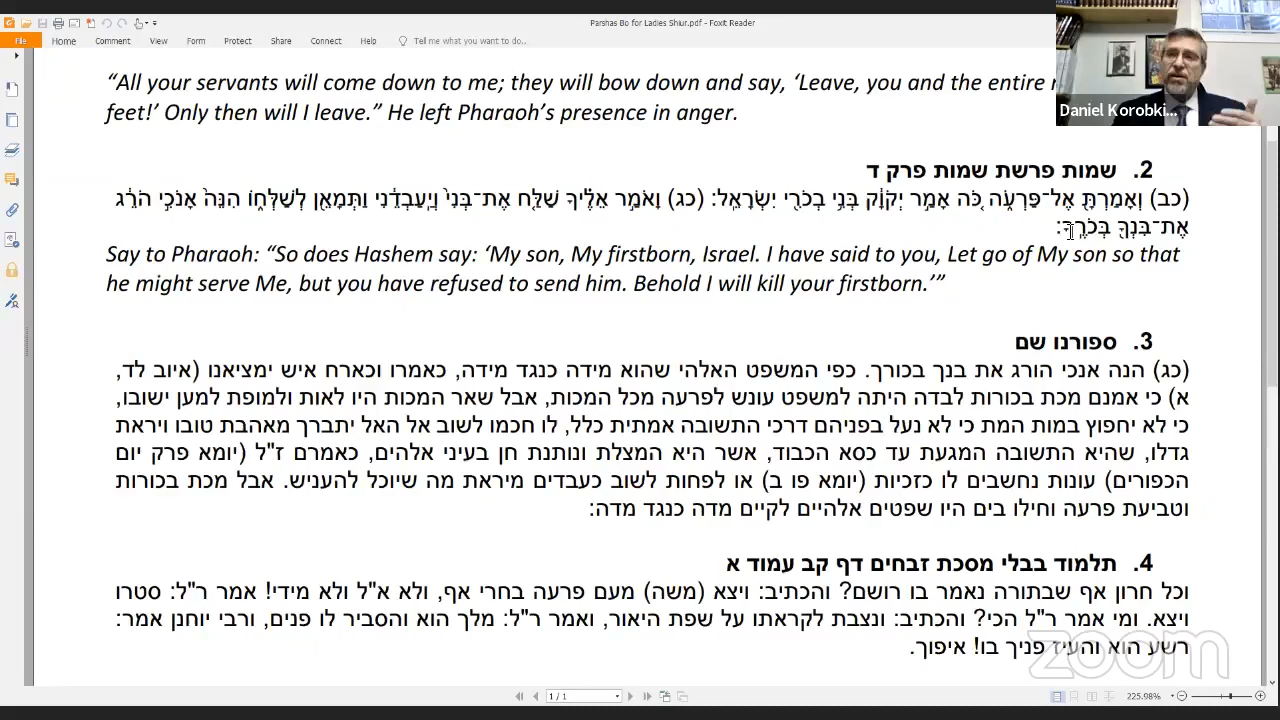 Parshas Bo for Ladies Shiur.pdf - Foxit Reader
File Home Comment View Form Protect Share Connect Help Tell me what you want to do..
“All your servants will come down to me; they will bow down and say, ‘Leave, you and the entire
feet!’ Only then will I leave.” He left Pharaoh’s presence in anger.
Daniel Korobki...
2. שמות פרשת שמות פרק ד
(כב) וְאָמַרְתָּ֖ אֶל־פַּרְעֹ֑ה כֹּ֚ה אָמַ֣ר יְקֹוָ֔ק בְּנִ֥י בְכֹרִ֖י יִשְׂרָאֵֽל: (כג) וָאֹמַ֣ר אֵלֶ֗יךָ שַׁלַּ֤ח אֶת־בְּנִי֙ וְיַֽעַבְדֵ֔נִי וַתְּמָאֵ֖ן לְשַׁלְּח֑וֹ הִנֵּה֙ אָנֹכִ֣י הֹרֵ֔ג
אֶת־בִּנְךָ֖ בְּכֹרֶֽךָ:
Say to Pharaoh: “So does Hashem say: ‘My son, My firstborn, Israel. I have said to you, Let go of My son so that
he might serve Me, but you have refused to send him. Behold I will kill your firstborn.’”
3. ספורנו שם
(כג) הנה אנכי הורג את בנך בכורך. כפי המשפט האלהי שהוא מידה כנגד מידה, כאמרו וכארח איש ימציאנו (איוב לד,
א) כי אמנם מכת בכורות לבדה היתה למשפט עונש לפרעה מכל המכות, אבל שאר המכות היו לאות ולמופת למען ישובו,
כי לא יחפוץ במות המת כי לא נעל בפניהם דרכי התשובה אמתית כלל, לו חכמו לשוב אל האל יתברך מאהבת טובו ויראת
גדלו, שהיא התשובה המגעת עד כסא הכבוד, אשר היא המצלת ונותנת חן בעיני אלהים, כאמרם ז"ל (יומא פרק יום
הכפורים) עונות נחשבים לו כזכיות (יומא פו ב) או לפחות לשוב כעבדים מיראת מה שיוכל להעניש. אבל מכת בכורות
וטביעת פרעה וחילו בים היו שפטים אלהיים לקיים מדה כנגד מדה:
4. תלמוד בבלי מסכת זבחים דף קב עמוד א
וכל חרון אף שבתורה נאמר בו רושם? והכתיב: ויצא (משה) מעם פרעה בחרי אף, ולא א"ל ולא מידי! אמר ר"ל: סטרו
ויצא. ומי אמר ר"ל הכי? והכתיב: ונצבת לקראתו על שפת היאור, ואמר ר"ל: מלך הוא והסביר לו פנים, ורבי יוחנן אמר:
רשע הוא והעיז פניך בו! איפוך.
zoom
1 / 1
225.98%